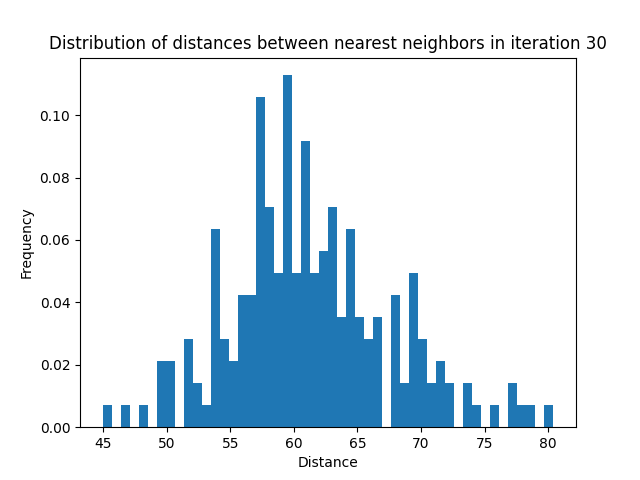 Distribution of distances between nearest neighbors in iteration 30
0.10
0.08
0.06
0.04
0.02
0.00
Frequency
45 50 55 60 65 70 75 80
Distance